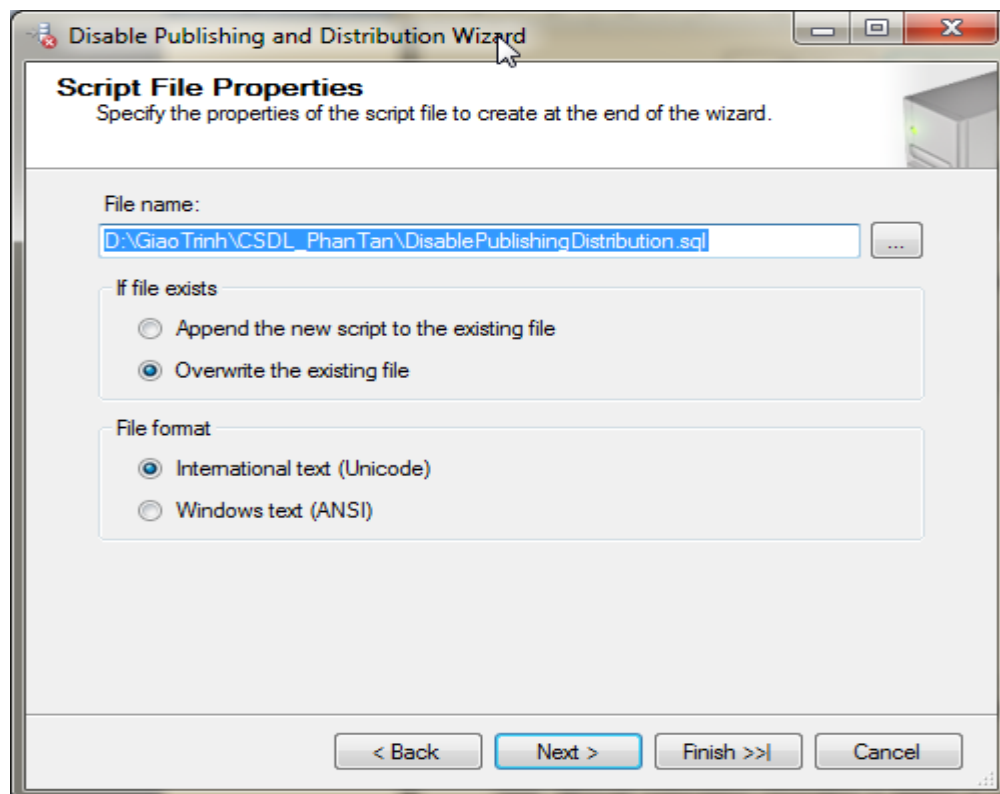 Disable Publishing and Distribution Wizard
Script File Properties
Specify the properties of the script file to create at the end of the wizard.
File name:
D:\GiaoTrinh\CSDL_PhanTan\DisablePublishingDistribution.sql
...
If file exists
Append the new script to the existing file
Overwrite the existing file
File format
International text (Unicode)
Windows text (ANSI)
< Back
Next >
Finish >>|
Cancel